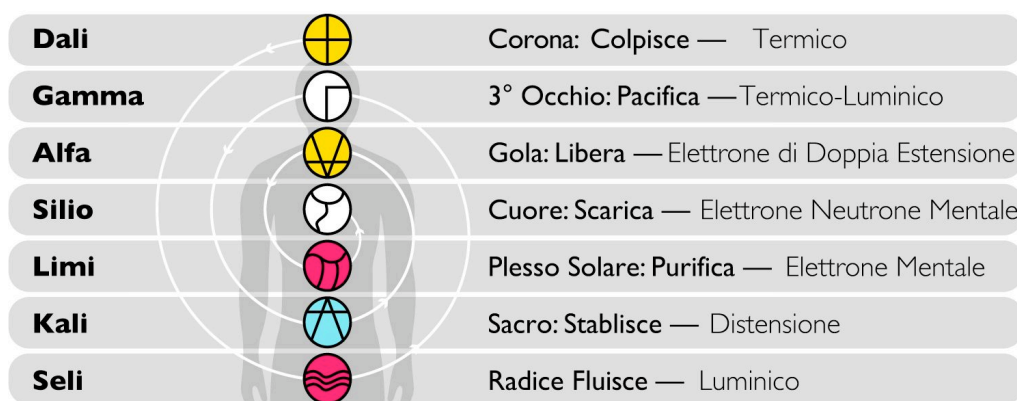 Dali Corona: Colpisce — Termico
Gamma 3° Occhio: Pacifica — Termico-Luminico
Alfa Gola: Libera — Elettrone di Doppia Estensione
Silio Cuore: Scarica — Elettrone Neutrone Mentale
Limi Plesso Solare: Purifica — Elettrone Mentale
Kali Sacro: Stablisce — Distensione
Seli Radice Fluisce — Luminico